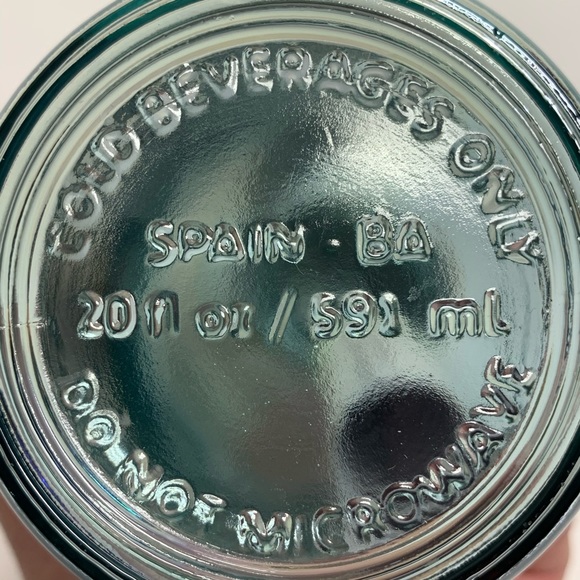 COLD BEVERAGES ONLY
SPAIN · BA
20 fl oz / 591 ml
DO NOT MICROWAVE